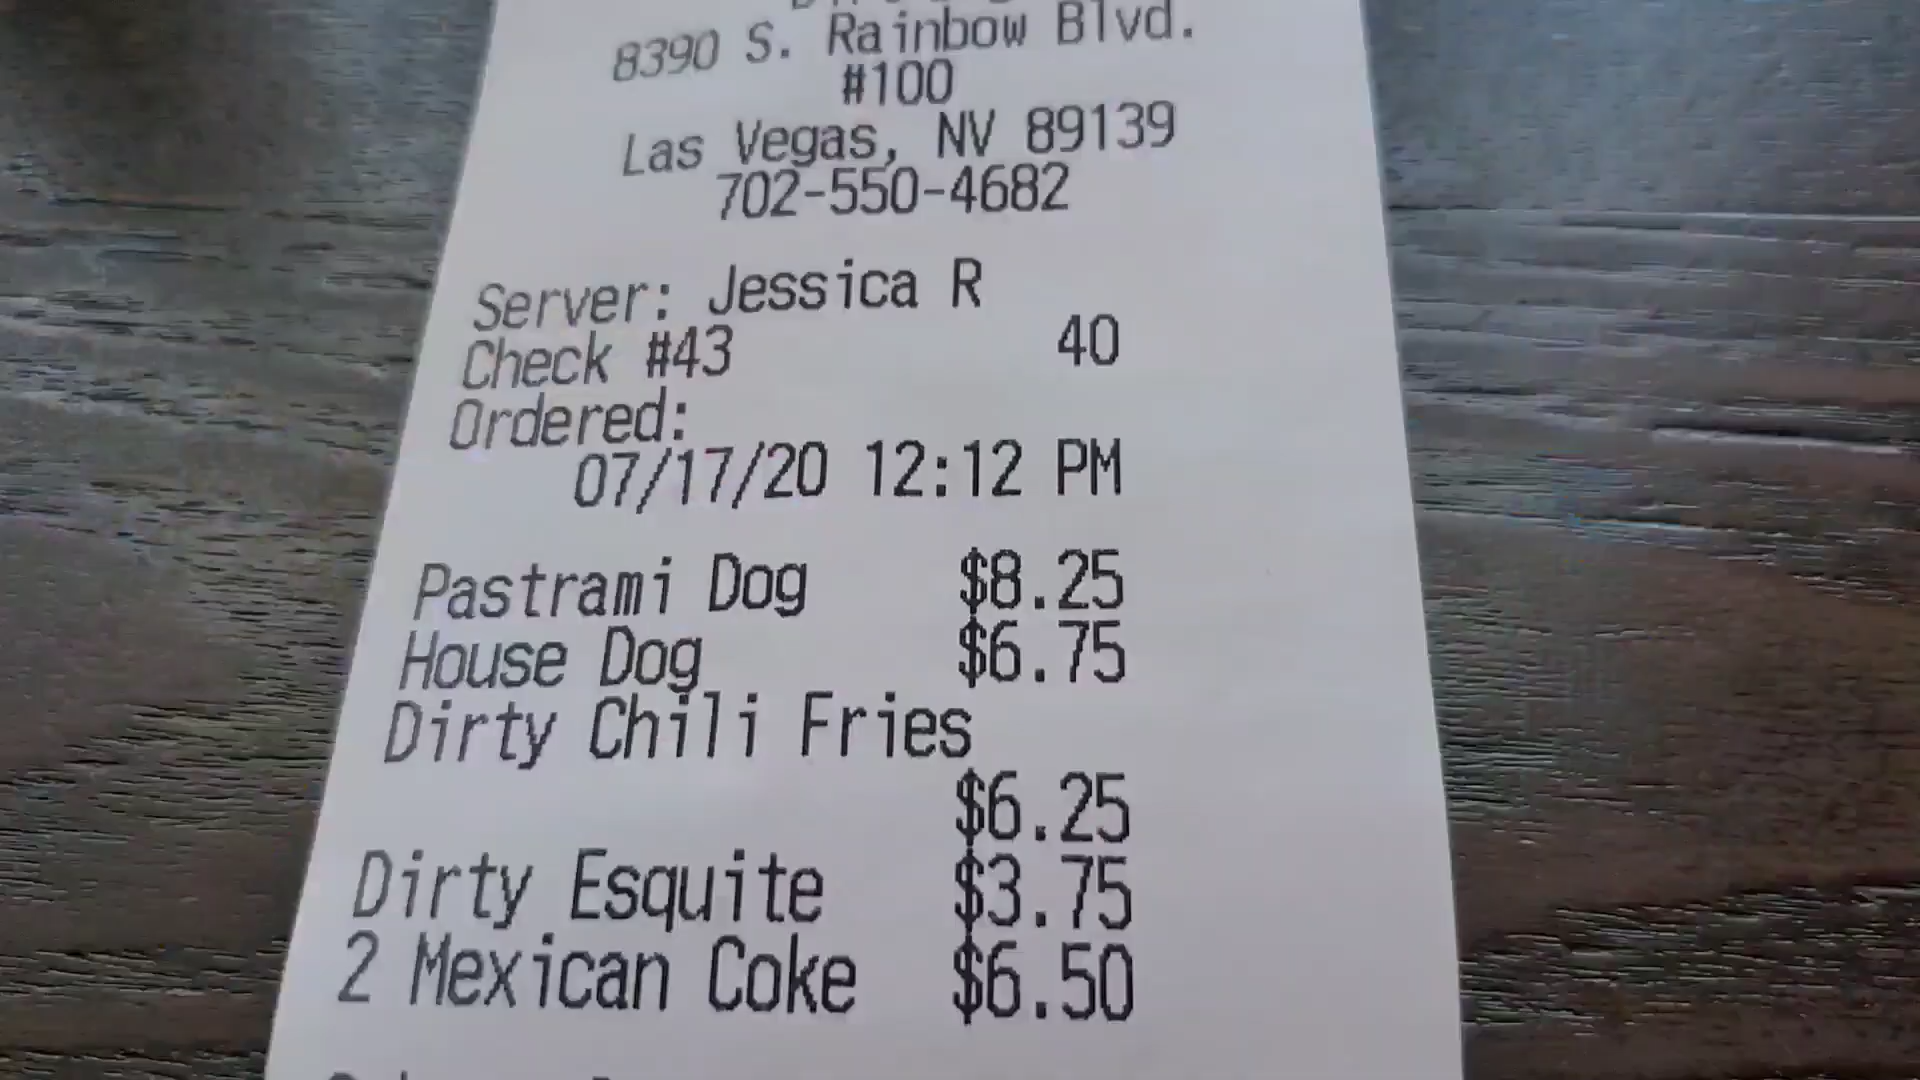 8390 S. Rainbow Blvd.
#100
Las Vegas, NV 89139
702-550-4682
Server: Jessica R
Check #43 40
Ordered:
07/17/20 12:12 PM
Pastrami Dog $8.25
House Dog $6.75
Dirty Chili Fries
$6.25
Dirty Esquite $3.75
2 Mexican Coke $6.50